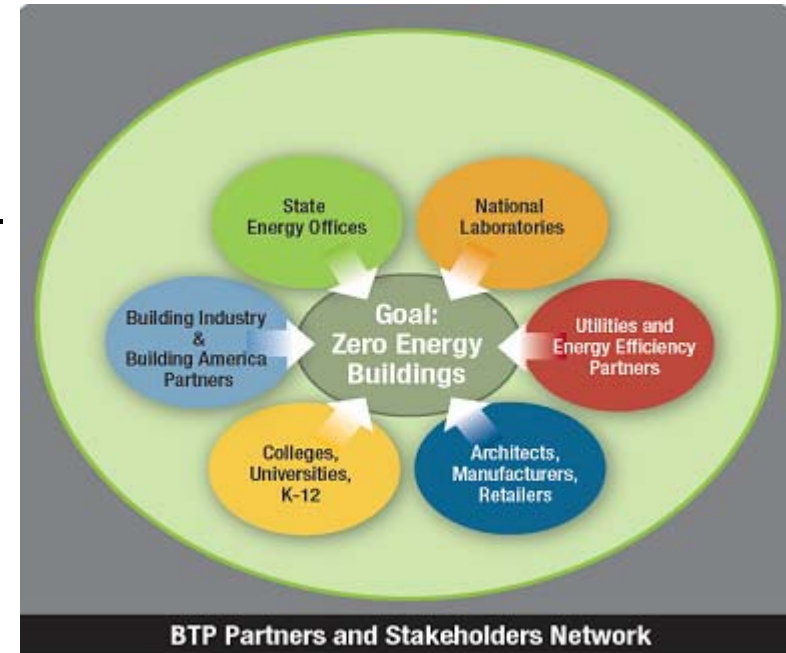 State
Energy Offices
National
Laboratories
Building Industry
&
Building America
Partners
Goal:
Zero Energy
Buildings
Utilities and
Energy Efficiency
Partners
Colleges,
Universities,
K-12
Architects,
Manufacturers,
Retailers
BTP Partners and Stakeholders Network